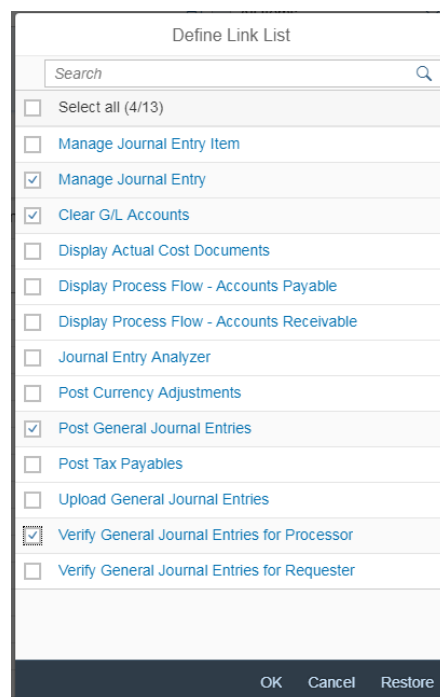 Define Link List
Search
Select all (4/13)
Manage Journal Entry Item
Manage Journal Entry
Clear G/L Accounts
Display Actual Cost Documents
Display Process Flow - Accounts Payable
Display Process Flow - Accounts Receivable
Journal Entry Analyzer
Post Currency Adjustments
Post General Journal Entries
Post Tax Payables
Upload General Journal Entries
Verify General Journal Entries for Processor
Verify General Journal Entries for Requester
OK Cancel Restore